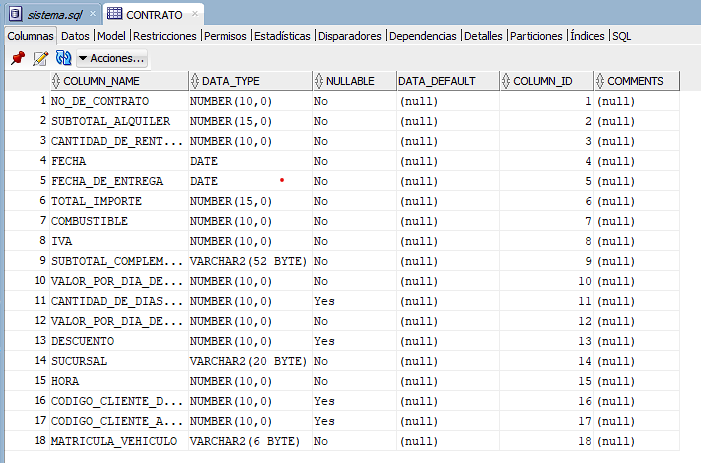 sistema.sql CONTRATO
Columnas Datos Model Restricciones Permisos Estadísticas Disparadores Dependencias Detalles Particiones Índices SQL
Acciones...
COLUMN_NAME DATA_TYPE NULLABLE DATA_DEFAULT COLUMN_ID COMMENTS
1 NO_DE_CONTRATO NUMBER(10,0) No (null) 1 (null)
2 SUBTOTAL_ALQUILER NUMBER(15,0) No (null) 2 (null)
3 CANTIDAD_DE_RENT... NUMBER(10,0) No (null) 3 (null)
4 FECHA DATE No (null) 4 (null)
5 FECHA_DE_ENTREGA DATE No (null) 5 (null)
6 TOTAL_IMPORTE NUMBER(15,0) No (null) 6 (null)
7 COMBUSTIBLE NUMBER(10,0) No (null) 7 (null)
8 IVA NUMBER(10,0) No (null) 8 (null)
9 SUBTOTAL_COMPLEM... VARCHAR2(52 BYTE) No (null) 9 (null)
10 VALOR_POR_DIA_DE... NUMBER(10,0) No (null) 10 (null)
11 CANTIDAD_DE_DIAS... NUMBER(10,0) Yes (null) 11 (null)
12 VALOR_POR_DIA_DE... NUMBER(10,0) No (null) 12 (null)
13 DESCUENTO NUMBER(10,0) Yes (null) 13 (null)
14 SUCURSAL VARCHAR2(20 BYTE) No (null) 14 (null)
15 HORA NUMBER(10,0) No (null) 15 (null)
16 CODIGO_CLIENTE_D... NUMBER(10,0) Yes (null) 16 (null)
17 CODIGO_CLIENTE_A... NUMBER(10,0) Yes (null) 17 (null)
18 MATRICULA_VEHICULO VARCHAR2(6 BYTE) No (null) 18 (null)